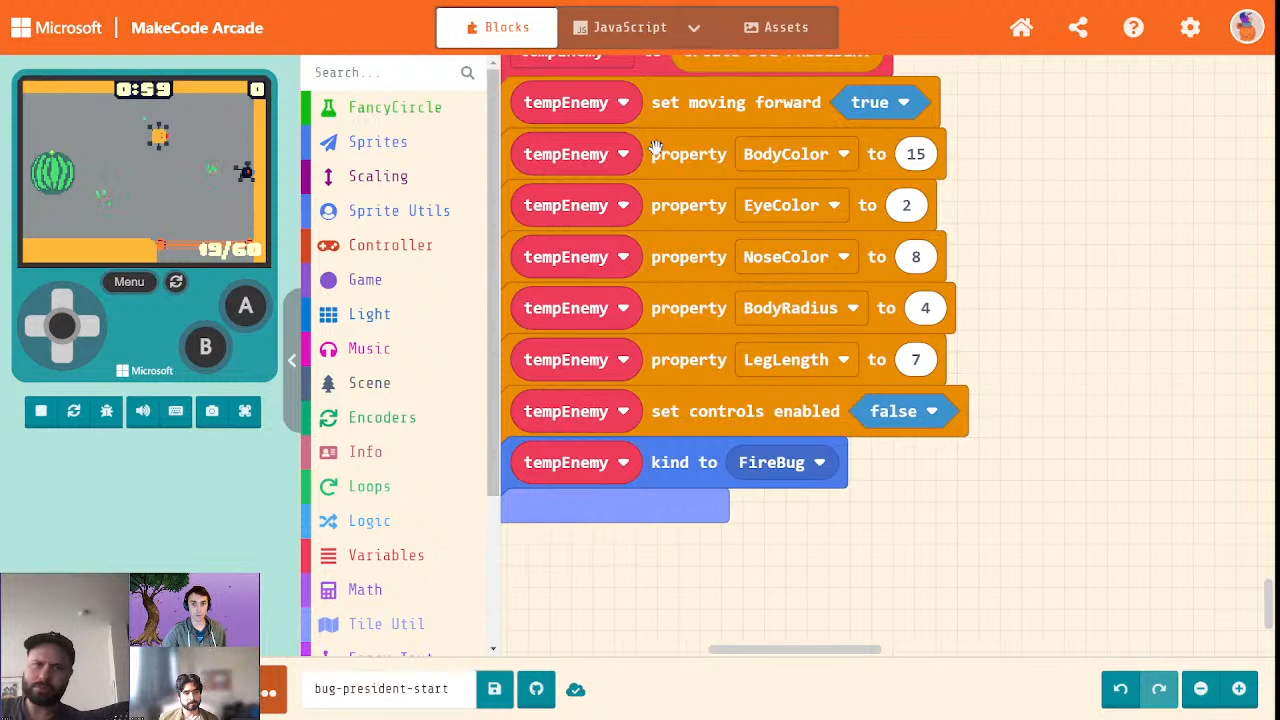 Microsoft
MakeCode Arcade
Blocks
JavaScript
Assets
0:59
0
19/60
Menu
A
B
Microsoft
Search...
FancyCircle
Sprites
Scaling
Sprite Utils
Controller
Game
Light
Music
Scene
Encoders
Info
Loops
Logic
Variables
Math
Tile Util
tempEnemy set moving forward true
tempEnemy property BodyColor to 15
tempEnemy property EyeColor to 2
tempEnemy property NoseColor to 8
tempEnemy property BodyRadius to 4
tempEnemy property LegLength to 7
tempEnemy set controls enabled false
tempEnemy kind to FireBug
bug-president-start